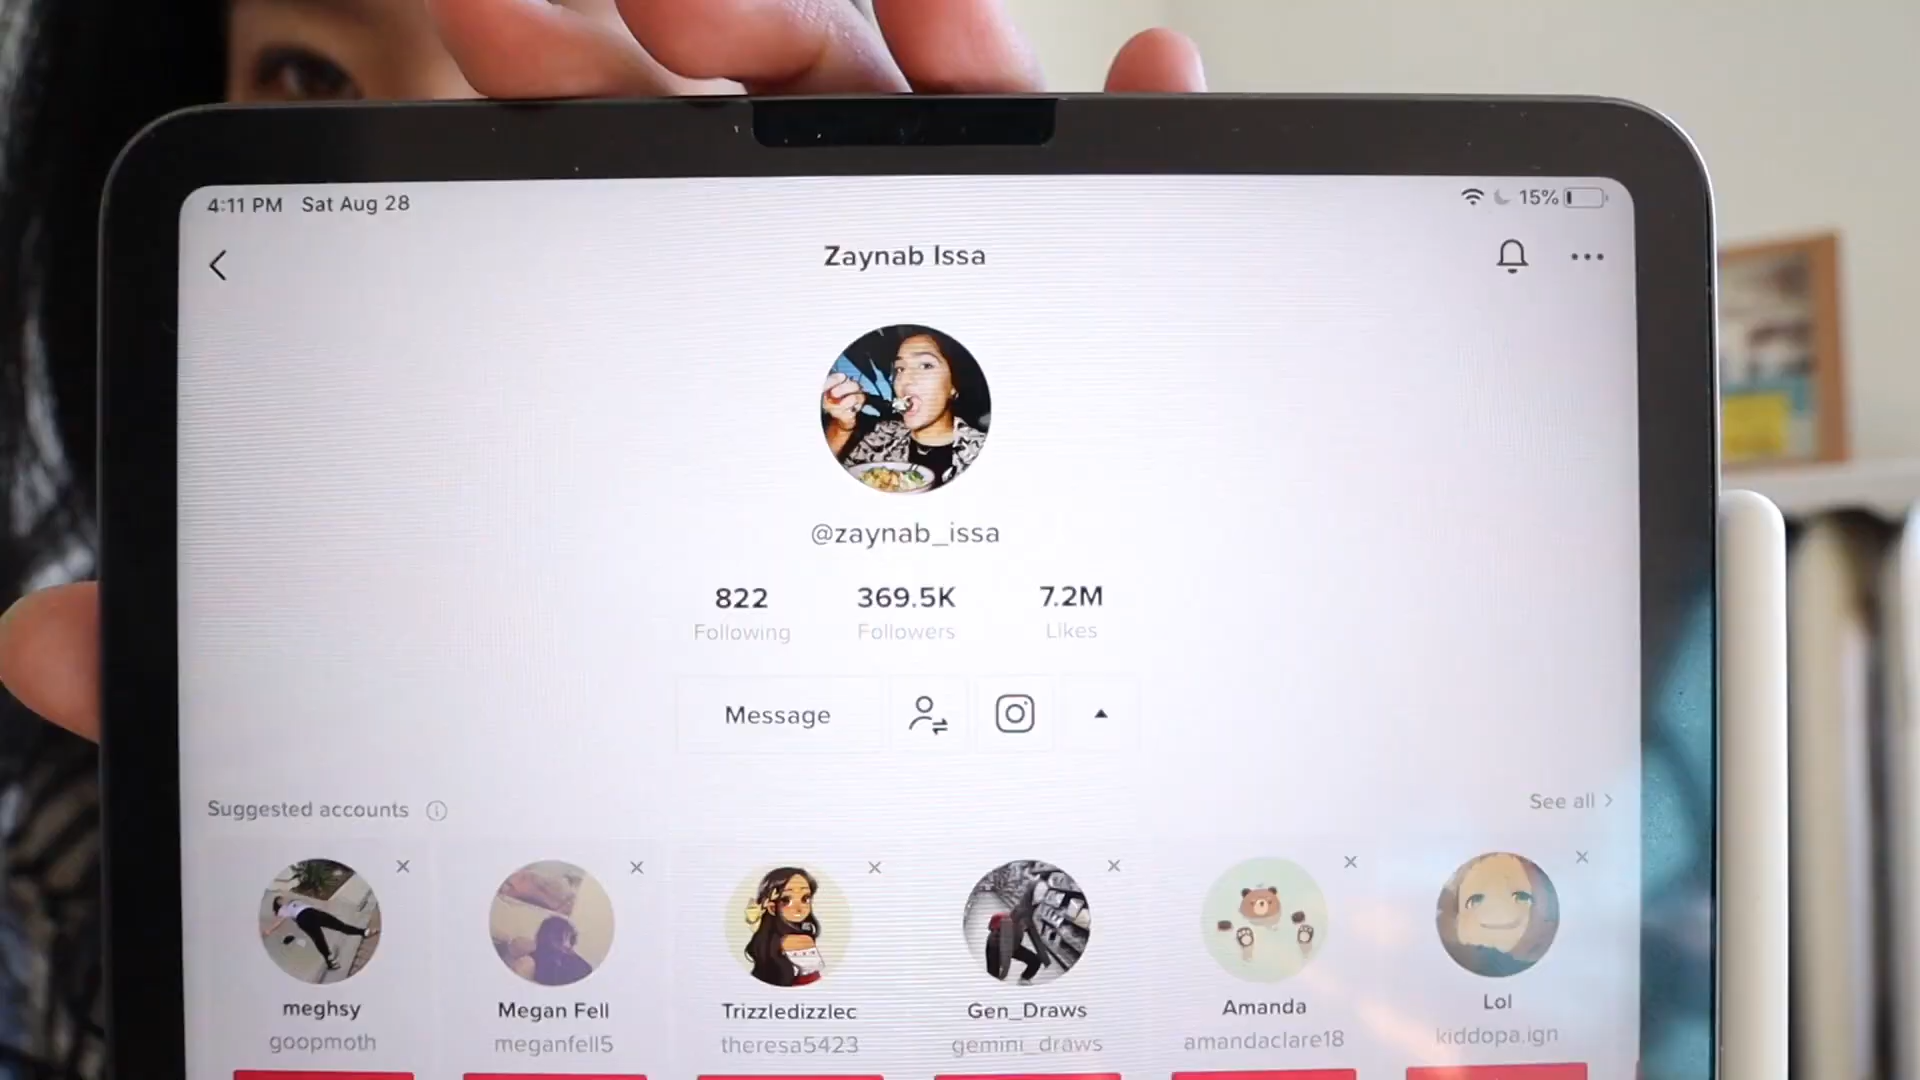 4:11 PM Sat Aug 28
15%
Zaynab Issa
@zaynab_issa
822 369.5K 7.2M
Following Followers Likes
Message
Suggested accounts
See all >
meghsy Megan Fell Trizzledizzlec Gen_Draws Amanda Lol
goopmoth meganfell5 theresa5423 gemini_draws amandaclare18 kiddopa.ign